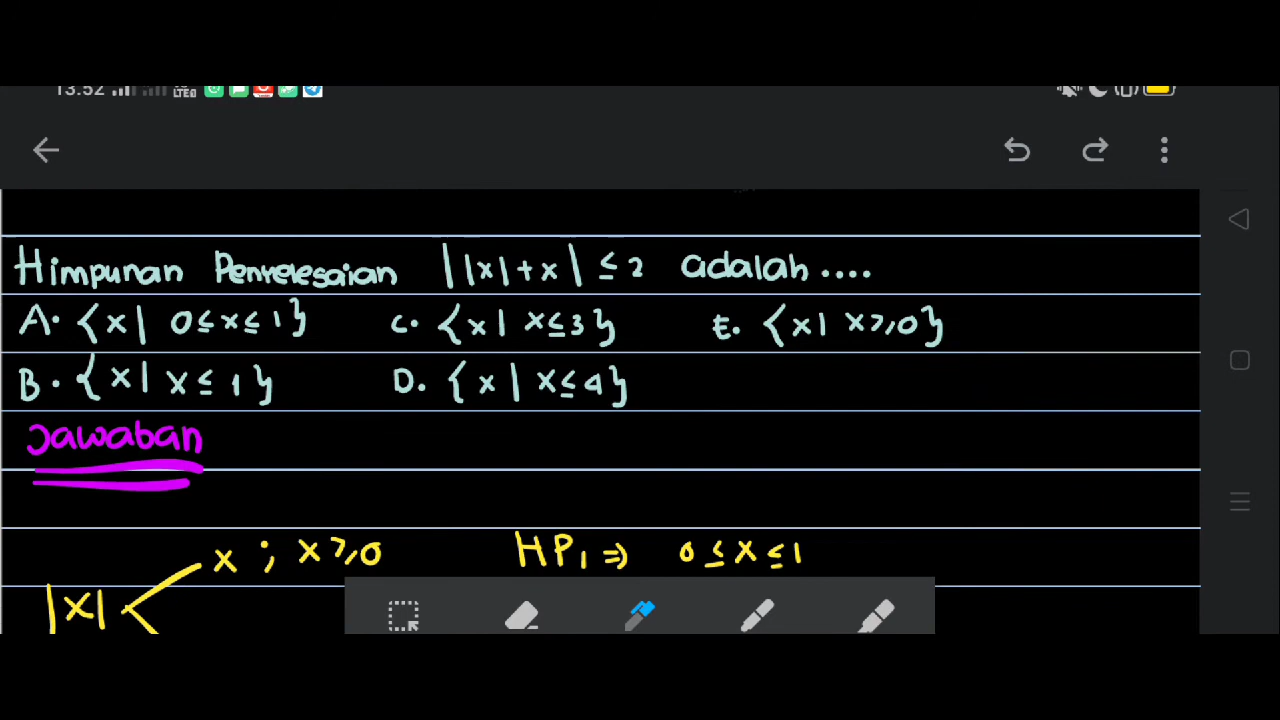 13.52
Himpunan Penyelesaian ||x|+x| ≤ 2 adalah ....
A. {x| 0≤x≤1} C. {x| x≤3} E. {x| x≥0}
B. {x| x≤1} D. {x| x≤4}
Jawaban
x ; x≥0 HP₁ ⇒ 0≤x≤1
|x|